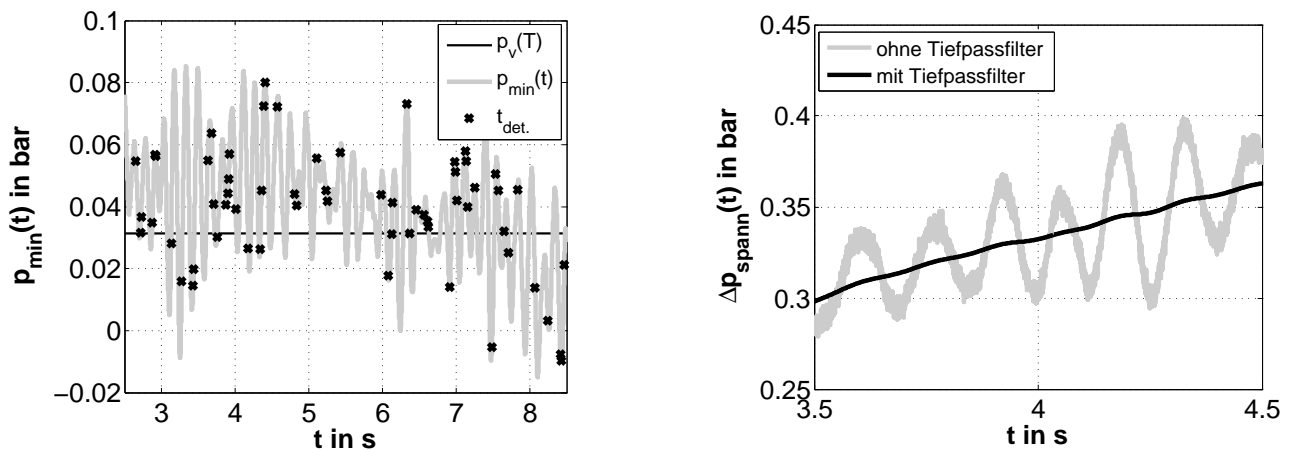 0.1
0.08
0.06
0.04
0.02
0
−0.02
p_min(t) in bar
3 4 5 6 7 8
t in s
p_v(T)
p_min(t)
t_det.
0.45
0.4
0.35
0.3
0.25
Δp_spann(t) in bar
3.5 4 4.5
t in s
ohne Tiefpassfilter
mit Tiefpassfilter